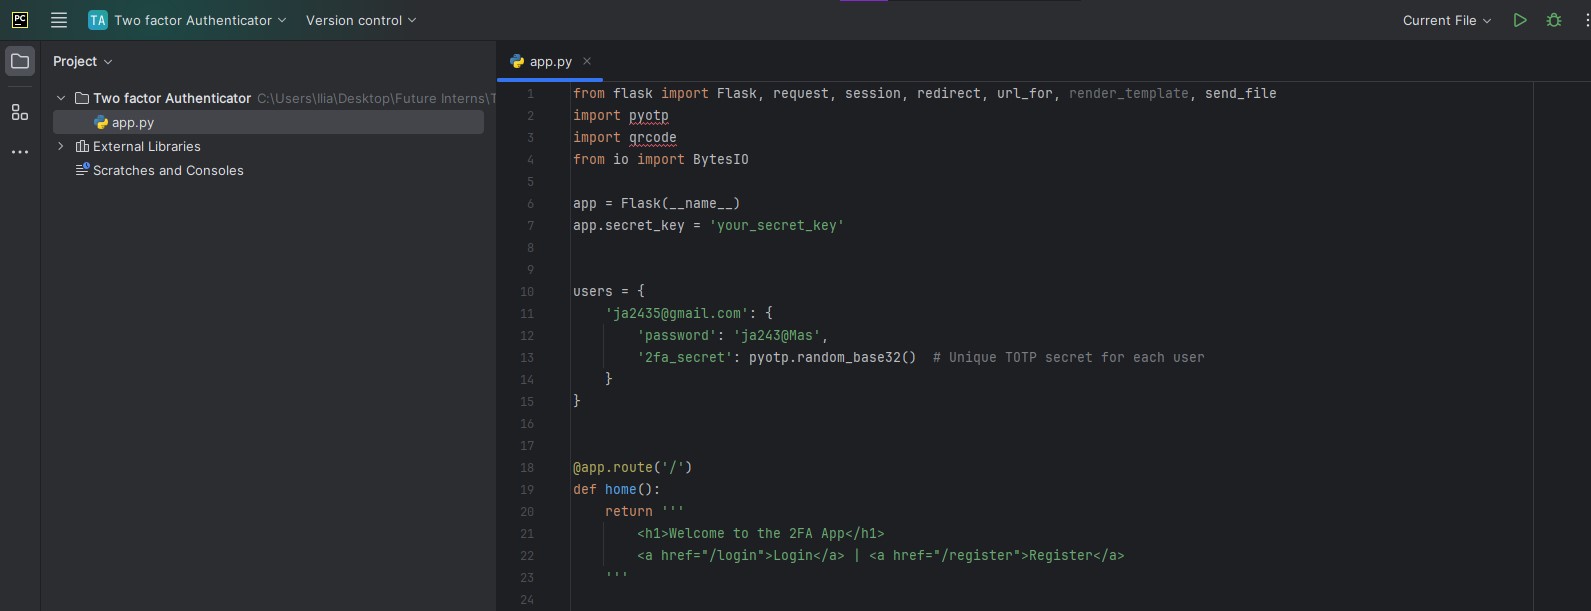 PC TA Two factor Authenticator Version control Current File
Project
Two factor Authenticator C:\Users\Ilia\Desktop\Future Interns\T
app.py
External Libraries
Scratches and Consoles
app.py
1 from flask import Flask, request, session, redirect, url_for, render_template, send_file
2 import pyotp
3 import qrcode
4 from io import BytesIO
5
6 app = Flask(__name__)
7 app.secret_key = 'your_secret_key'
8
9
10 users = {
11     'ja2435@gmail.com': {
12         'password': 'ja243@Mas',
13         '2fa_secret': pyotp.random_base32()  # Unique TOTP secret for each user
14     }
15 }
16
17
18 @app.route('/')
19 def home():
20     return '''
21         <h1>Welcome to the 2FA App</h1>
22         <a href="/login">Login</a> | <a href="/register">Register</a>
23     '''
24